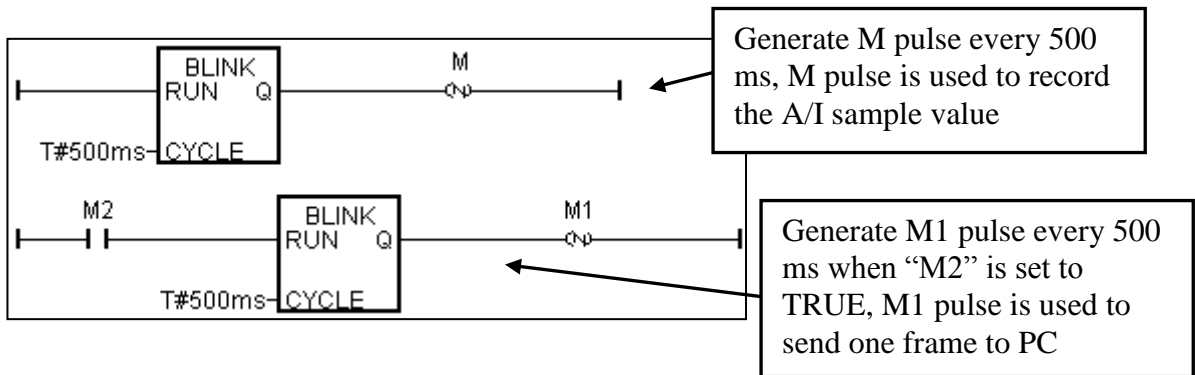 Generate M pulse every 500
ms, M pulse is used to record
the A/I sample value
BLINK
RUN Q
M
(N)
T#500ms CYCLE
M2
BLINK
RUN Q
M1
(N)
T#500ms CYCLE
Generate M1 pulse every 500
ms when “M2” is set to
TRUE, M1 pulse is used to
send one frame to PC